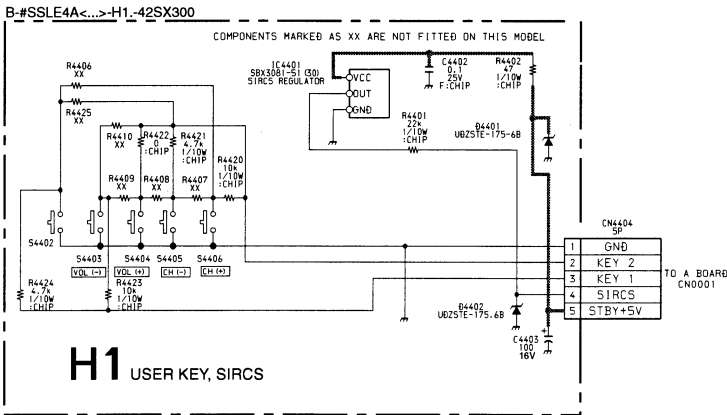 B-#SSLE4A<...>-H1.-42SX300
COMPONENTS MARKED AS XX ARE NOT FITTED ON THIS MODEL
IC4401
SBX3081-51(30)
SIRCS REGULATOR
VCC
OUT
GND
C4402
0.1
25V
F:CHIP
R4402
47
1/10W
:CHIP
R4406
XX
R4425
XX
R4410
XX
R4422
0
:CHIP
R4421
4.7k
1/10W
:CHIP
R4420
10k
1/10W
:CHIP
R4401
22k
1/10W
:CHIP
D4401
UDZSTE-175-6B
R4409
XX
R4408
XX
R4407
XX
S4402
S4403
VOL (-)
S4404
VOL (+)
S4405
CH (-)
S4406
CH (+)
R4424
4.7k
1/10W
:CHIP
R4423
10k
1/10W
:CHIP
D4402
UDZSTE-175.6B
C4403
100
16V
+
CN4404
5P
1 GND
2 KEY 2
3 KEY 1
4 SIRCS
5 STBY+5V
TO A BOARD
CN0001
H1 USER KEY, SIRCS